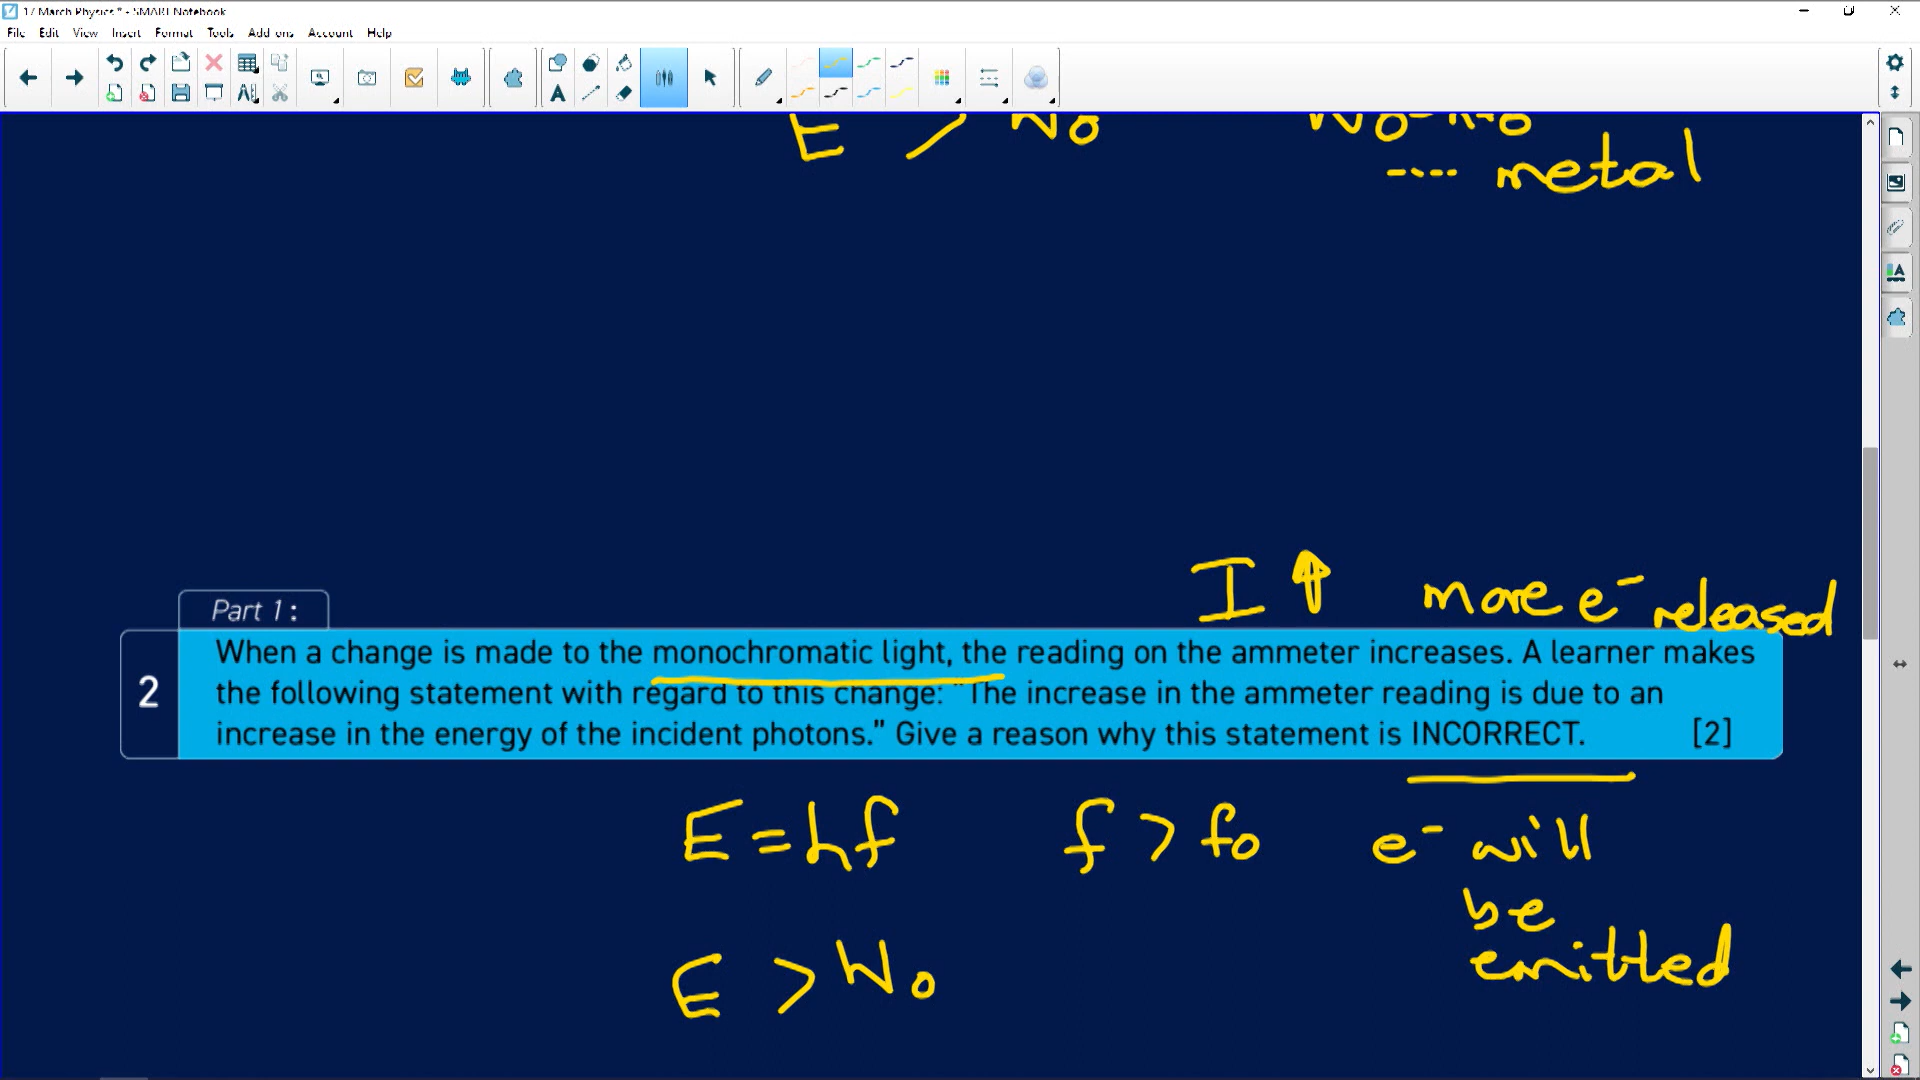 17 March Physics * - SMART Notebook
File Edit View Insert Format Tools Add-ons Account Help
E > W₀
---- metal
I ↑ more e⁻ released
Part 1 :
2
When a change is made to the monochromatic light, the reading on the ammeter increases. A learner makes
the following statement with regard to this change: "The increase in the ammeter reading is due to an
increase in the energy of the incident photons." Give a reason why this statement is INCORRECT. [2]
E = hf f > f₀ e⁻ will
be
emitted
E > W₀